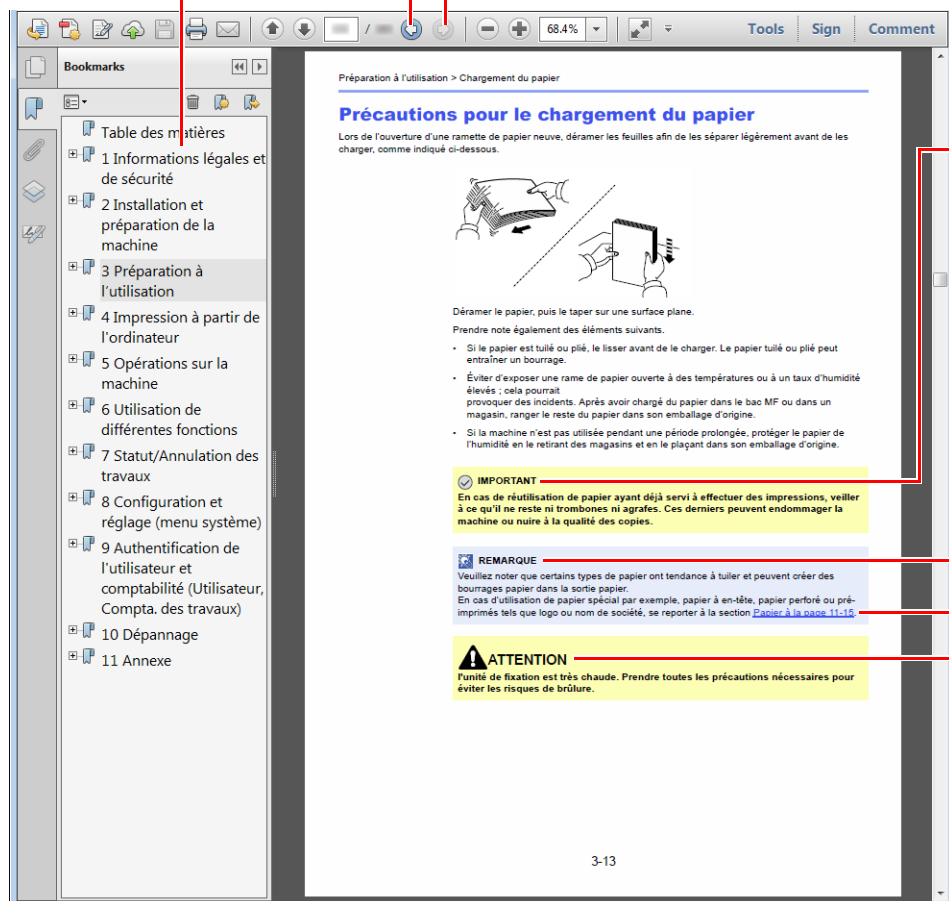 /
68.4%
Tools
Sign
Comment
Bookmarks
Table des matières
1 Informations légales et
de sécurité
2 Installation et
préparation de la
machine
3 Préparation à
l'utilisation
4 Impression à partir de
l'ordinateur
5 Opérations sur la
machine
6 Utilisation de
différentes fonctions
7 Statut/Annulation des
travaux
8 Configuration et
réglage (menu système)
9 Authentification de
l'utilisateur et
comptabilité (Utilisateur,
Compta. des travaux)
10 Dépannage
11 Annexe
Préparation à l'utilisation > Chargement du papier
Précautions pour le chargement du papier
Lors de l'ouverture d'une ramette de papier neuve, déramer les feuilles afin de les séparer légèrement avant de les
charger, comme indiqué ci-dessous.
Déramer le papier, puis le taper sur une surface plane.
Prendre note également des éléments suivants.
• Si le papier est tuilé ou plié, le lisser avant de le charger. Le papier tuilé ou plié peut
entraîner un bourrage.
• Éviter d'exposer une rame de papier ouverte à des températures ou à un taux d'humidité
élevés ; cela pourrait
provoquer des incidents. Après avoir chargé du papier dans le bac MF ou dans un
magasin, ranger le reste du papier dans son emballage d'origine.
• Si la machine n'est pas utilisée pendant une période prolongée, protéger le papier de
l'humidité en le retirant des magasins et en le plaçant dans son emballage d'origine.
IMPORTANT
En cas de réutilisation de papier ayant déjà servi à effectuer des impressions, veiller
à ce qu'il ne reste ni trombones ni agrafes. Ces derniers peuvent endommager la
machine ou nuire à la qualité des copies.
REMARQUE
Veuillez noter que certains types de papier ont tendance à tuiler et peuvent créer des
bourrages papier dans la sortie papier.
En cas d'utilisation de papier spécial par exemple, papier à en-tête, papier perforé ou pré-
imprimés tels que logo ou nom de société, se reporter à la section Papier à la page 11-15.
ATTENTION
l'unité de fixation est très chaude. Prendre toutes les précautions nécessaires pour
éviter les risques de brûlure.
3-13